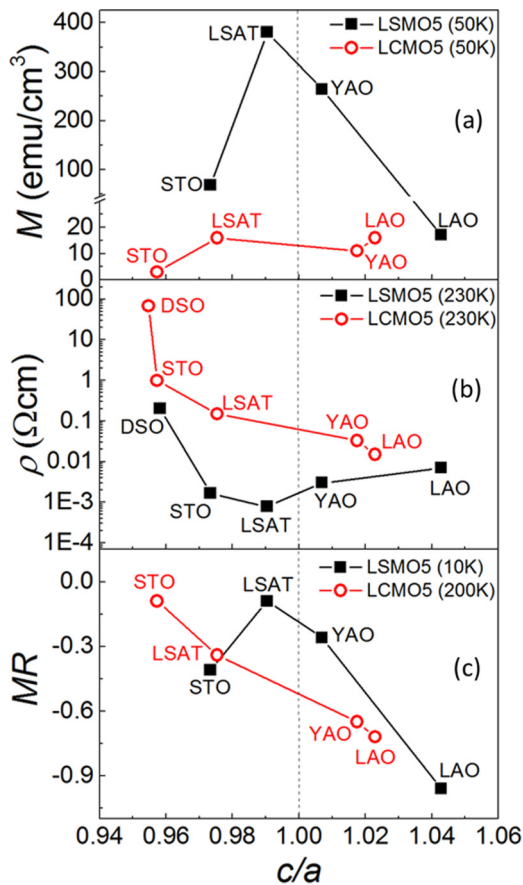 400
300
200
100
20
10
0
M (emu/cm³)
LSMO5 (50K)
LCMO5 (50K)
LSAT
YAO
(a)
STO
LSAT
LAO
LAO
STO
YAO
100
10
1
0.1
0.01
1E-3
1E-4
ρ (Ωcm)
LSMO5 (230K)
LCMO5 (230K)
DSO
STO
(b)
LSAT
YAO
DSO
LAO
STO
LSAT
YAO
LAO
0.0
-0.3
-0.6
-0.9
MR
LSMO5 (10K)
LCMO5 (200K)
STO
LSAT
YAO
LSAT
(c)
STO
YAO
LAO
LAO
0.94 0.96 0.98 1.00 1.02 1.04 1.06
c/a